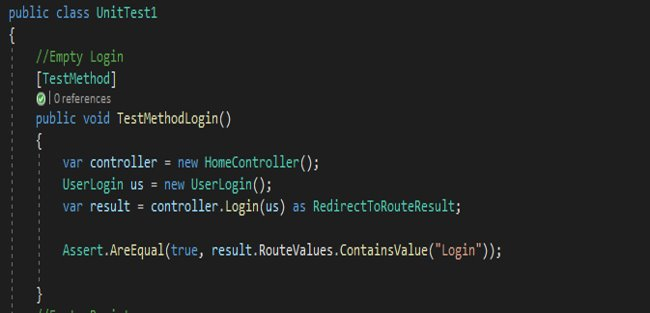 public class UnitTest1
{
//Empty Login
[TestMethod]
| 0 references
public void TestMethodLogin()
{
var controller = new HomeController();
UserLogin us = new UserLogin();
var result = controller.Login(us) as RedirectToRouteResult;
Assert.AreEqual(true, result.RouteValues.ContainsValue("Login"));
}